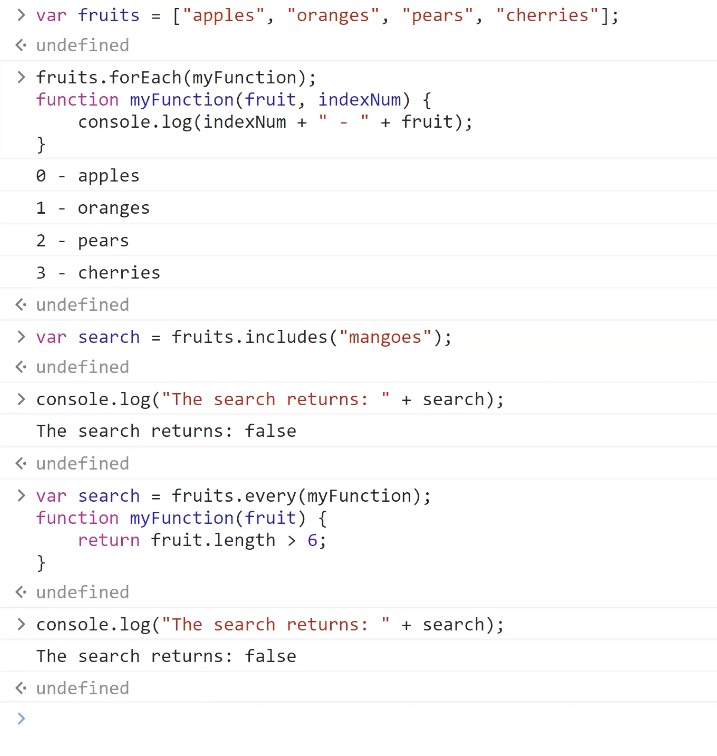 > var fruits = ["apples", "oranges", "pears", "cherries"];
<· undefined
> fruits.forEach(myFunction);
function myFunction(fruit, indexNum) {
    console.log(indexNum + " - " + fruit);
}
0 - apples
1 - oranges
2 - pears
3 - cherries
<· undefined
> var search = fruits.includes("mangoes");
<· undefined
> console.log("The search returns: " + search);
The search returns: false
<· undefined
> var search = fruits.every(myFunction);
function myFunction(fruit) {
    return fruit.length > 6;
}
<· undefined
> console.log("The search returns: " + search);
The search returns: false
<· undefined
>